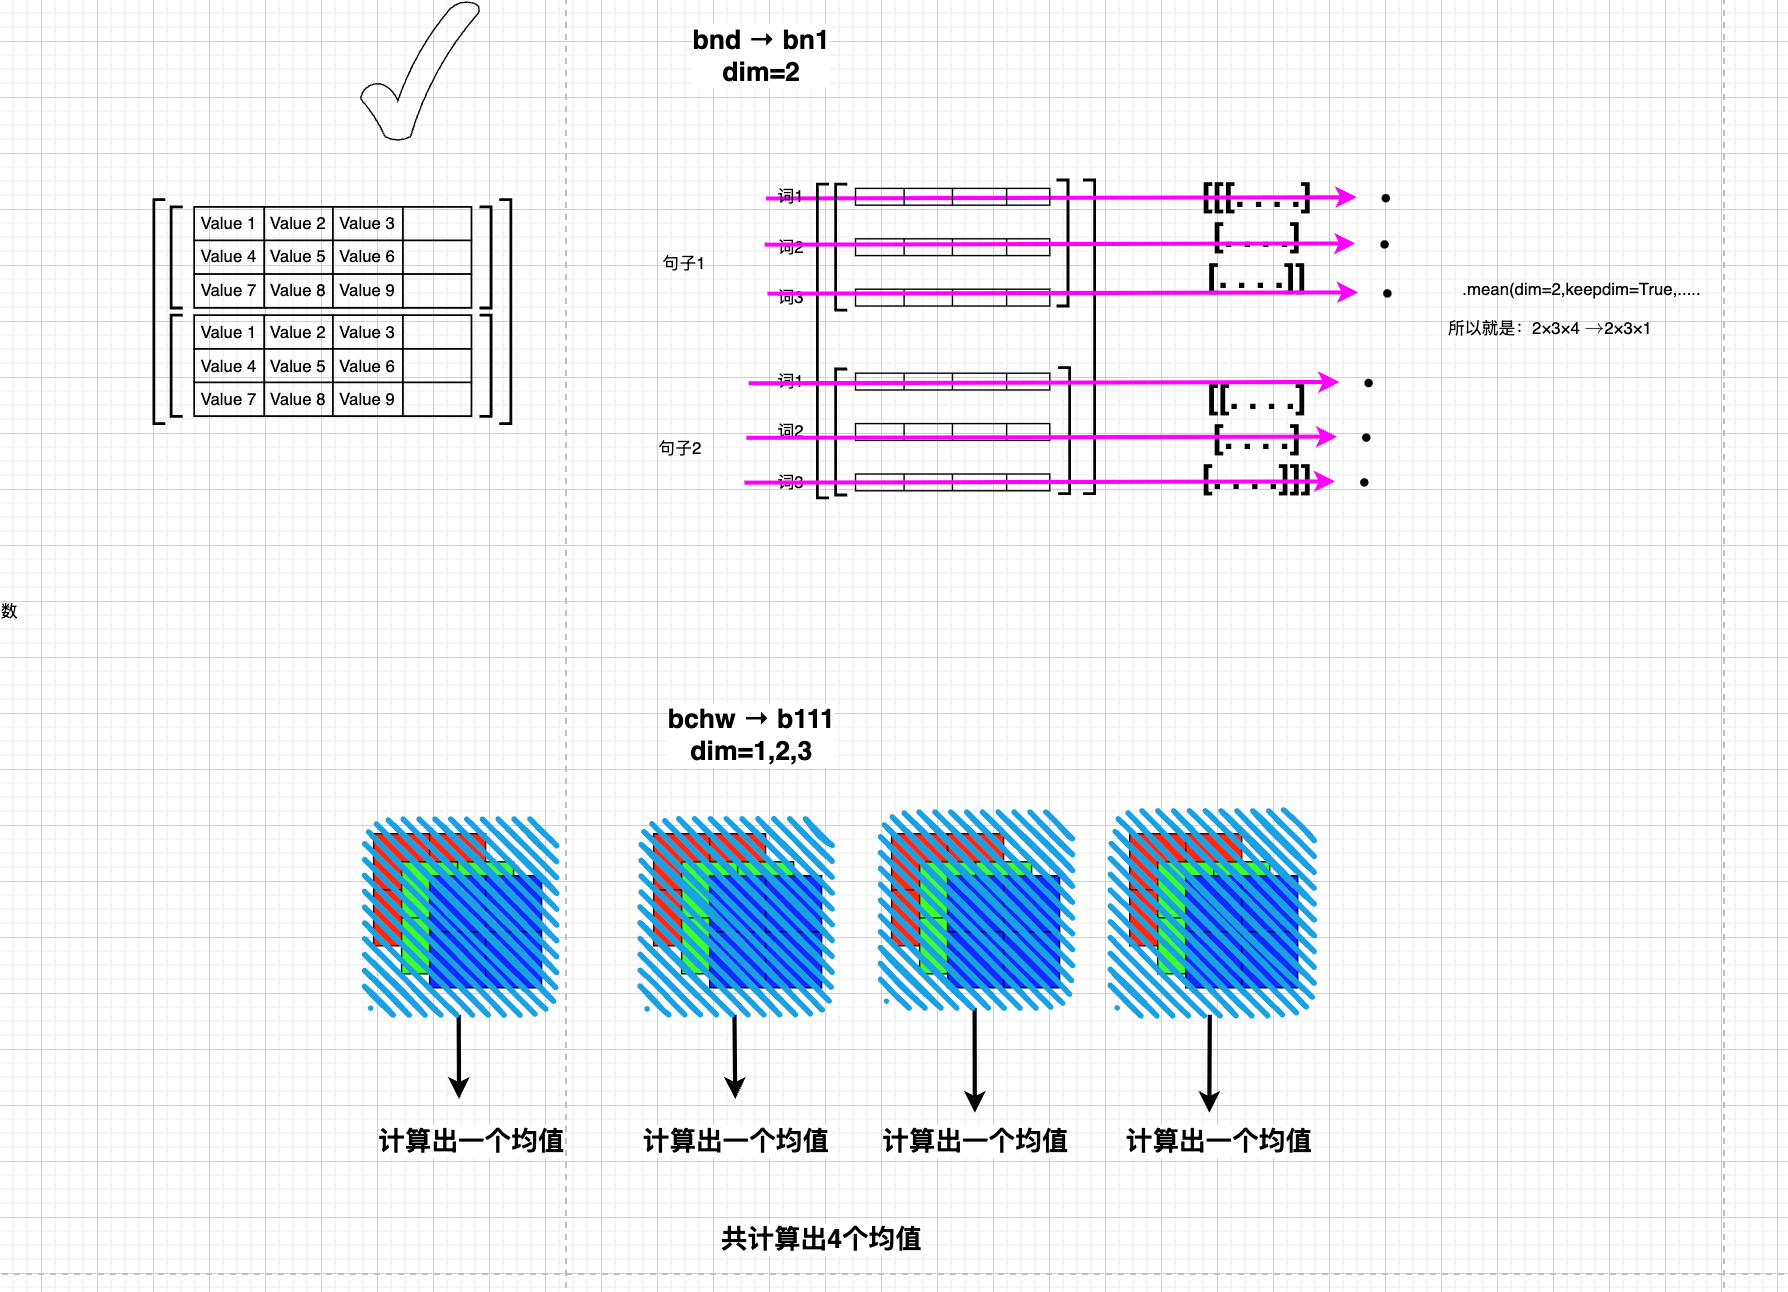 bnd → bn1
dim=2
Value 1 Value 2 Value 3
Value 4 Value 5 Value 6
Value 7 Value 8 Value 9
Value 1 Value 2 Value 3
Value 4 Value 5 Value 6
Value 7 Value 8 Value 9
句子1
词1
词2
词3
[[[. . . .]
[. . . .]
[. . . .]]
句子2
词1
词2
词3
[[. . . .]
[. . . .]
[. . . .]]]
.mean(dim=2,keepdim=True,.....
所以就是：2×3×4 →2×3×1
数
bchw → b111
dim=1,2,3
计算出一个均值
计算出一个均值
计算出一个均值
计算出一个均值
共计算出4个均值